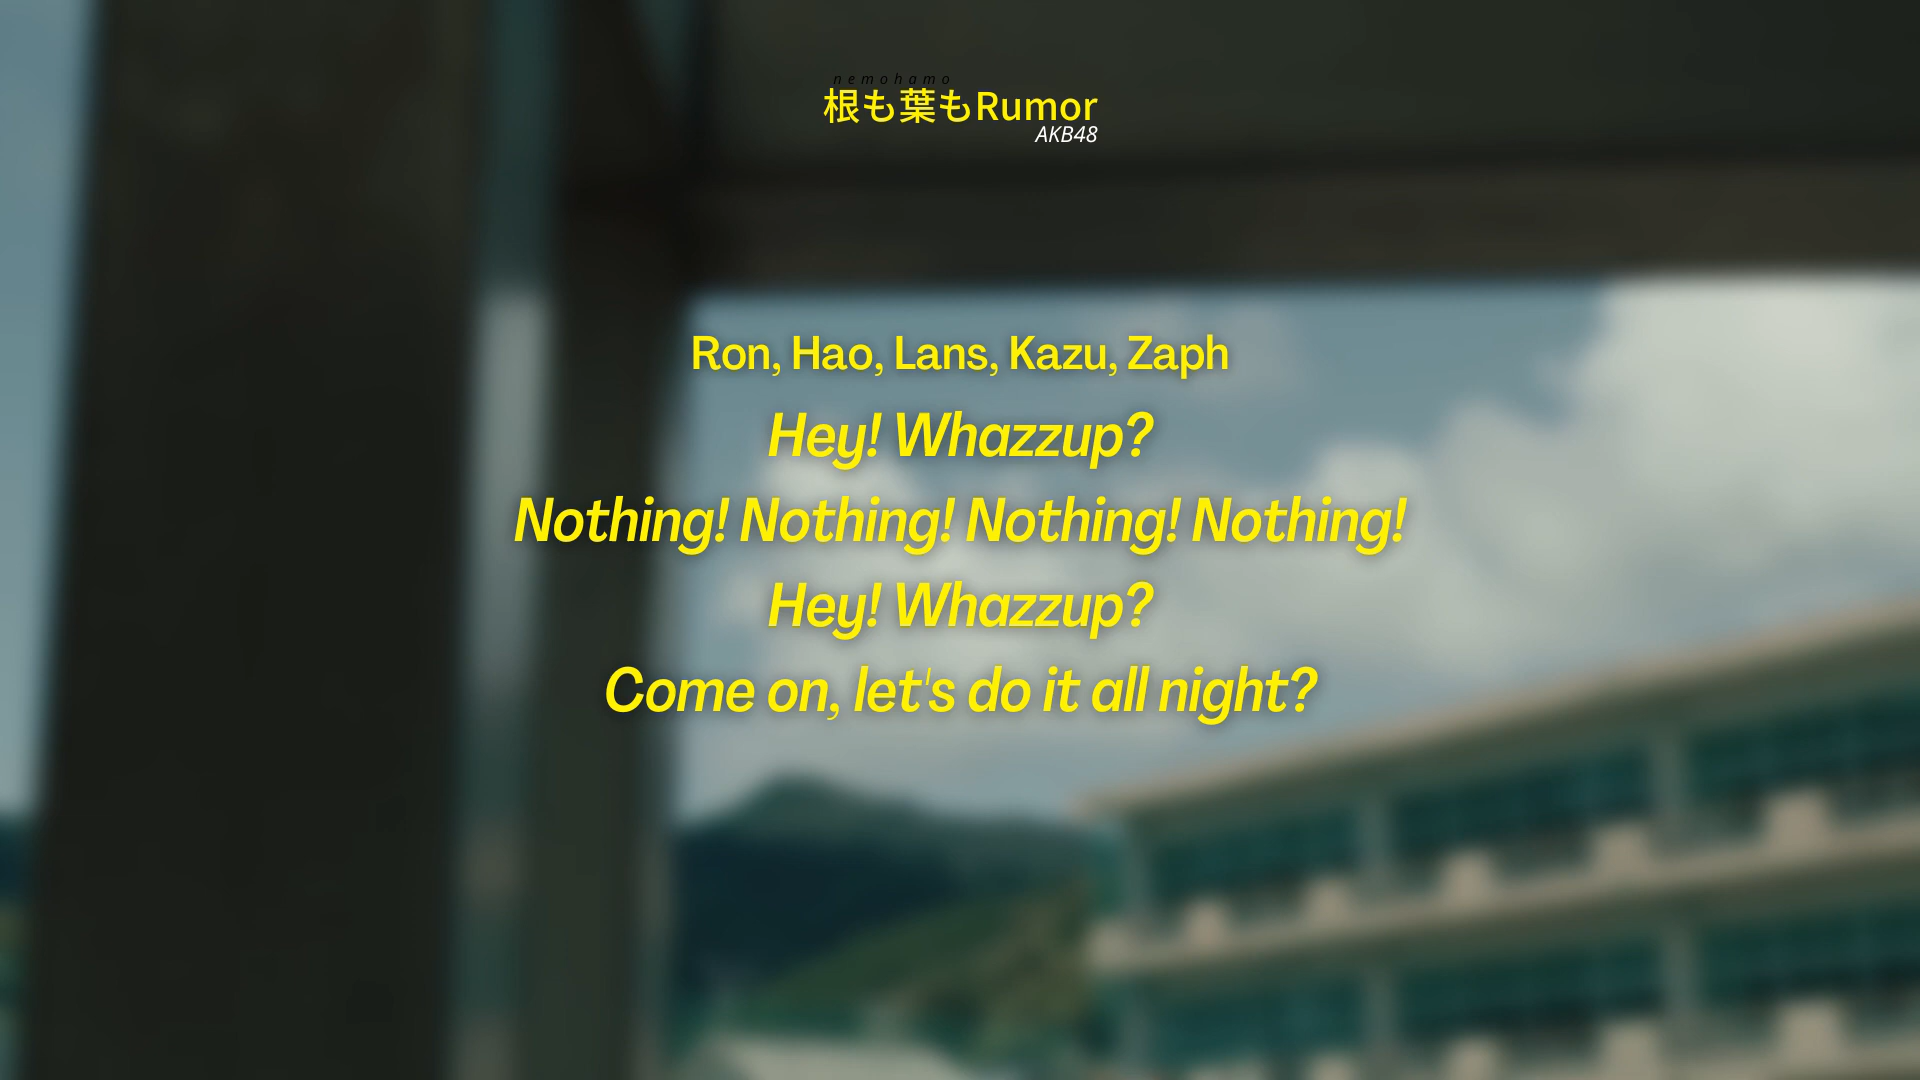 nemohamo
根も葉もRumor
AKB48
Ron, Hao, Lans, Kazu, Zaph
Hey! Whazzup?
Nothing! Nothing! Nothing! Nothing!
Hey! Whazzup?
Come on, let's do it all night?